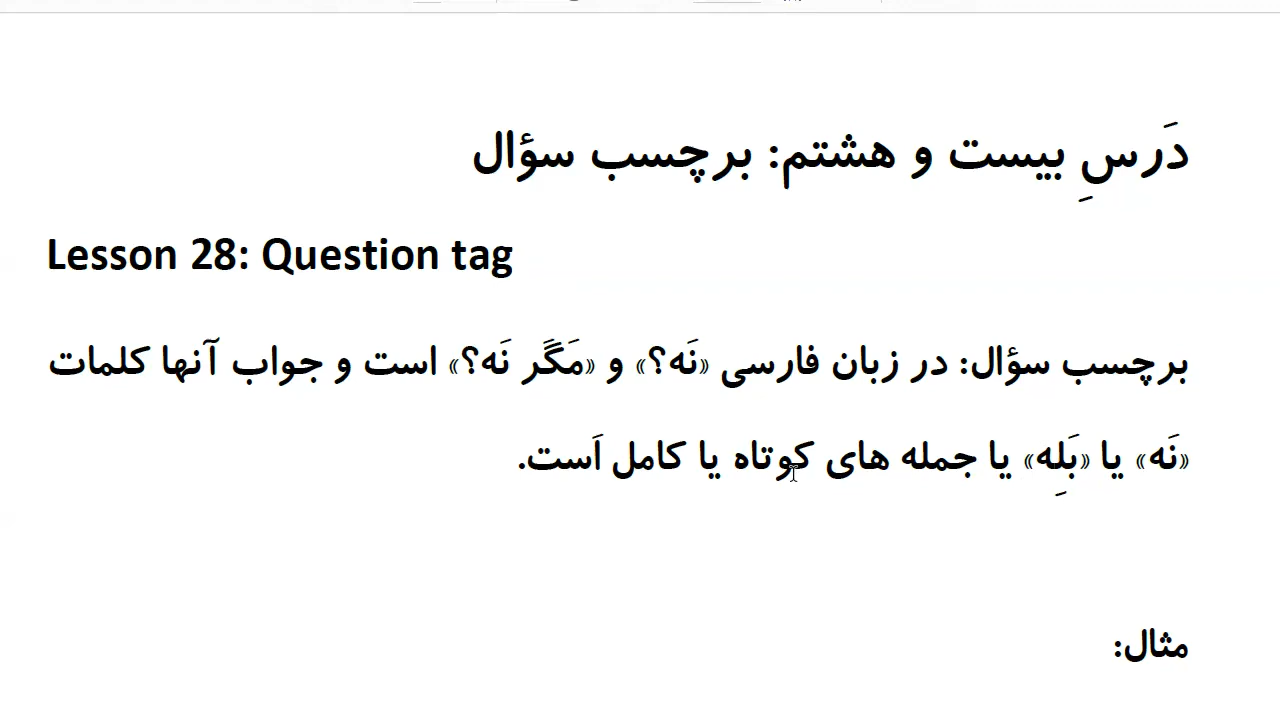 دَرسِ بیست و هشتم: برچسب سؤال
Lesson 28: Question tag
برچسب سؤال: در زبان فارسی «نَه؟» و «مَگَر نَه؟» است و جواب آنها کلمات
«نَه» یا «بَلِه» یا جمله های کوتاه یا کامل اَست.
مثال: